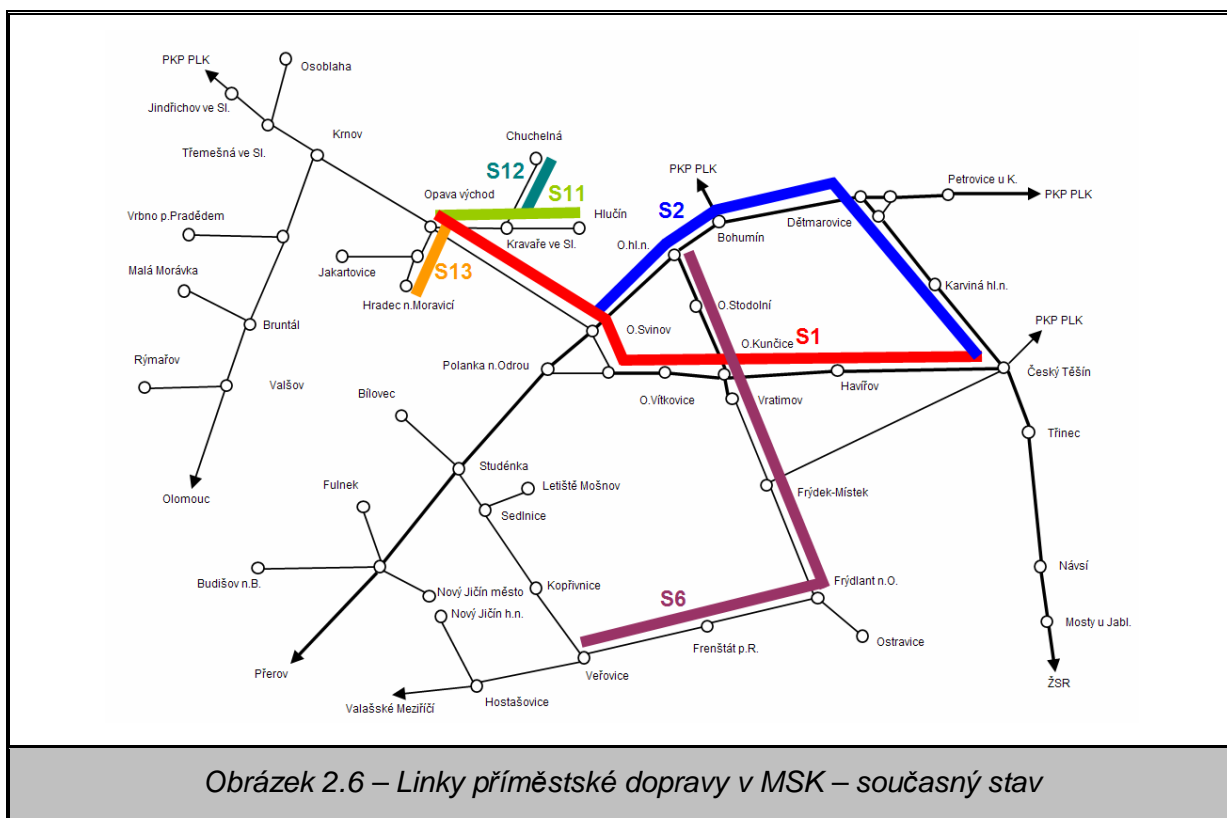 PKP PLK
Osoblaha
Jindřichov ve Sl.
Třemešná ve Sl.
Krnov
Chuchelná
S12
S11
Opava východ
Hlučín
Vrbno p.Pradědem
Kravaře ve Sl.
Malá Morávka
Jakartovice
S13
Hradec n.Moravicí
PKP PLK
Petrovice u K.
PKP PLK
S2
Dětmarovice
Bohumín
O.hl.n.
Karviná hl.n.
O.Stodolní
PKP PLK
Bruntál
O.Svinov
O.Kunčice
S1
Rýmařov
Valšov
Polanka n.Odrou
Český Těšín
Havířov
Bílovec
O.Vítkovice
Vratimov
Třinec
Studénka
Olomouc
Fulnek
Letiště Mošnov
Frýdek-Místek
Sedlnice
Budišov n.B.
Kopřivnice
Frýdlant n.O.
Návsí
Nový Jičín město
Nový Jičín h.n.
S6
Mosty u Jabl.
Frenštát p.R.
Ostravice
Přerov
Veřovice
ŽSR
Valašské Meziříčí
Hostašovice
Obrázek 2.6 – Linky příměstské dopravy v MSK – současný stav